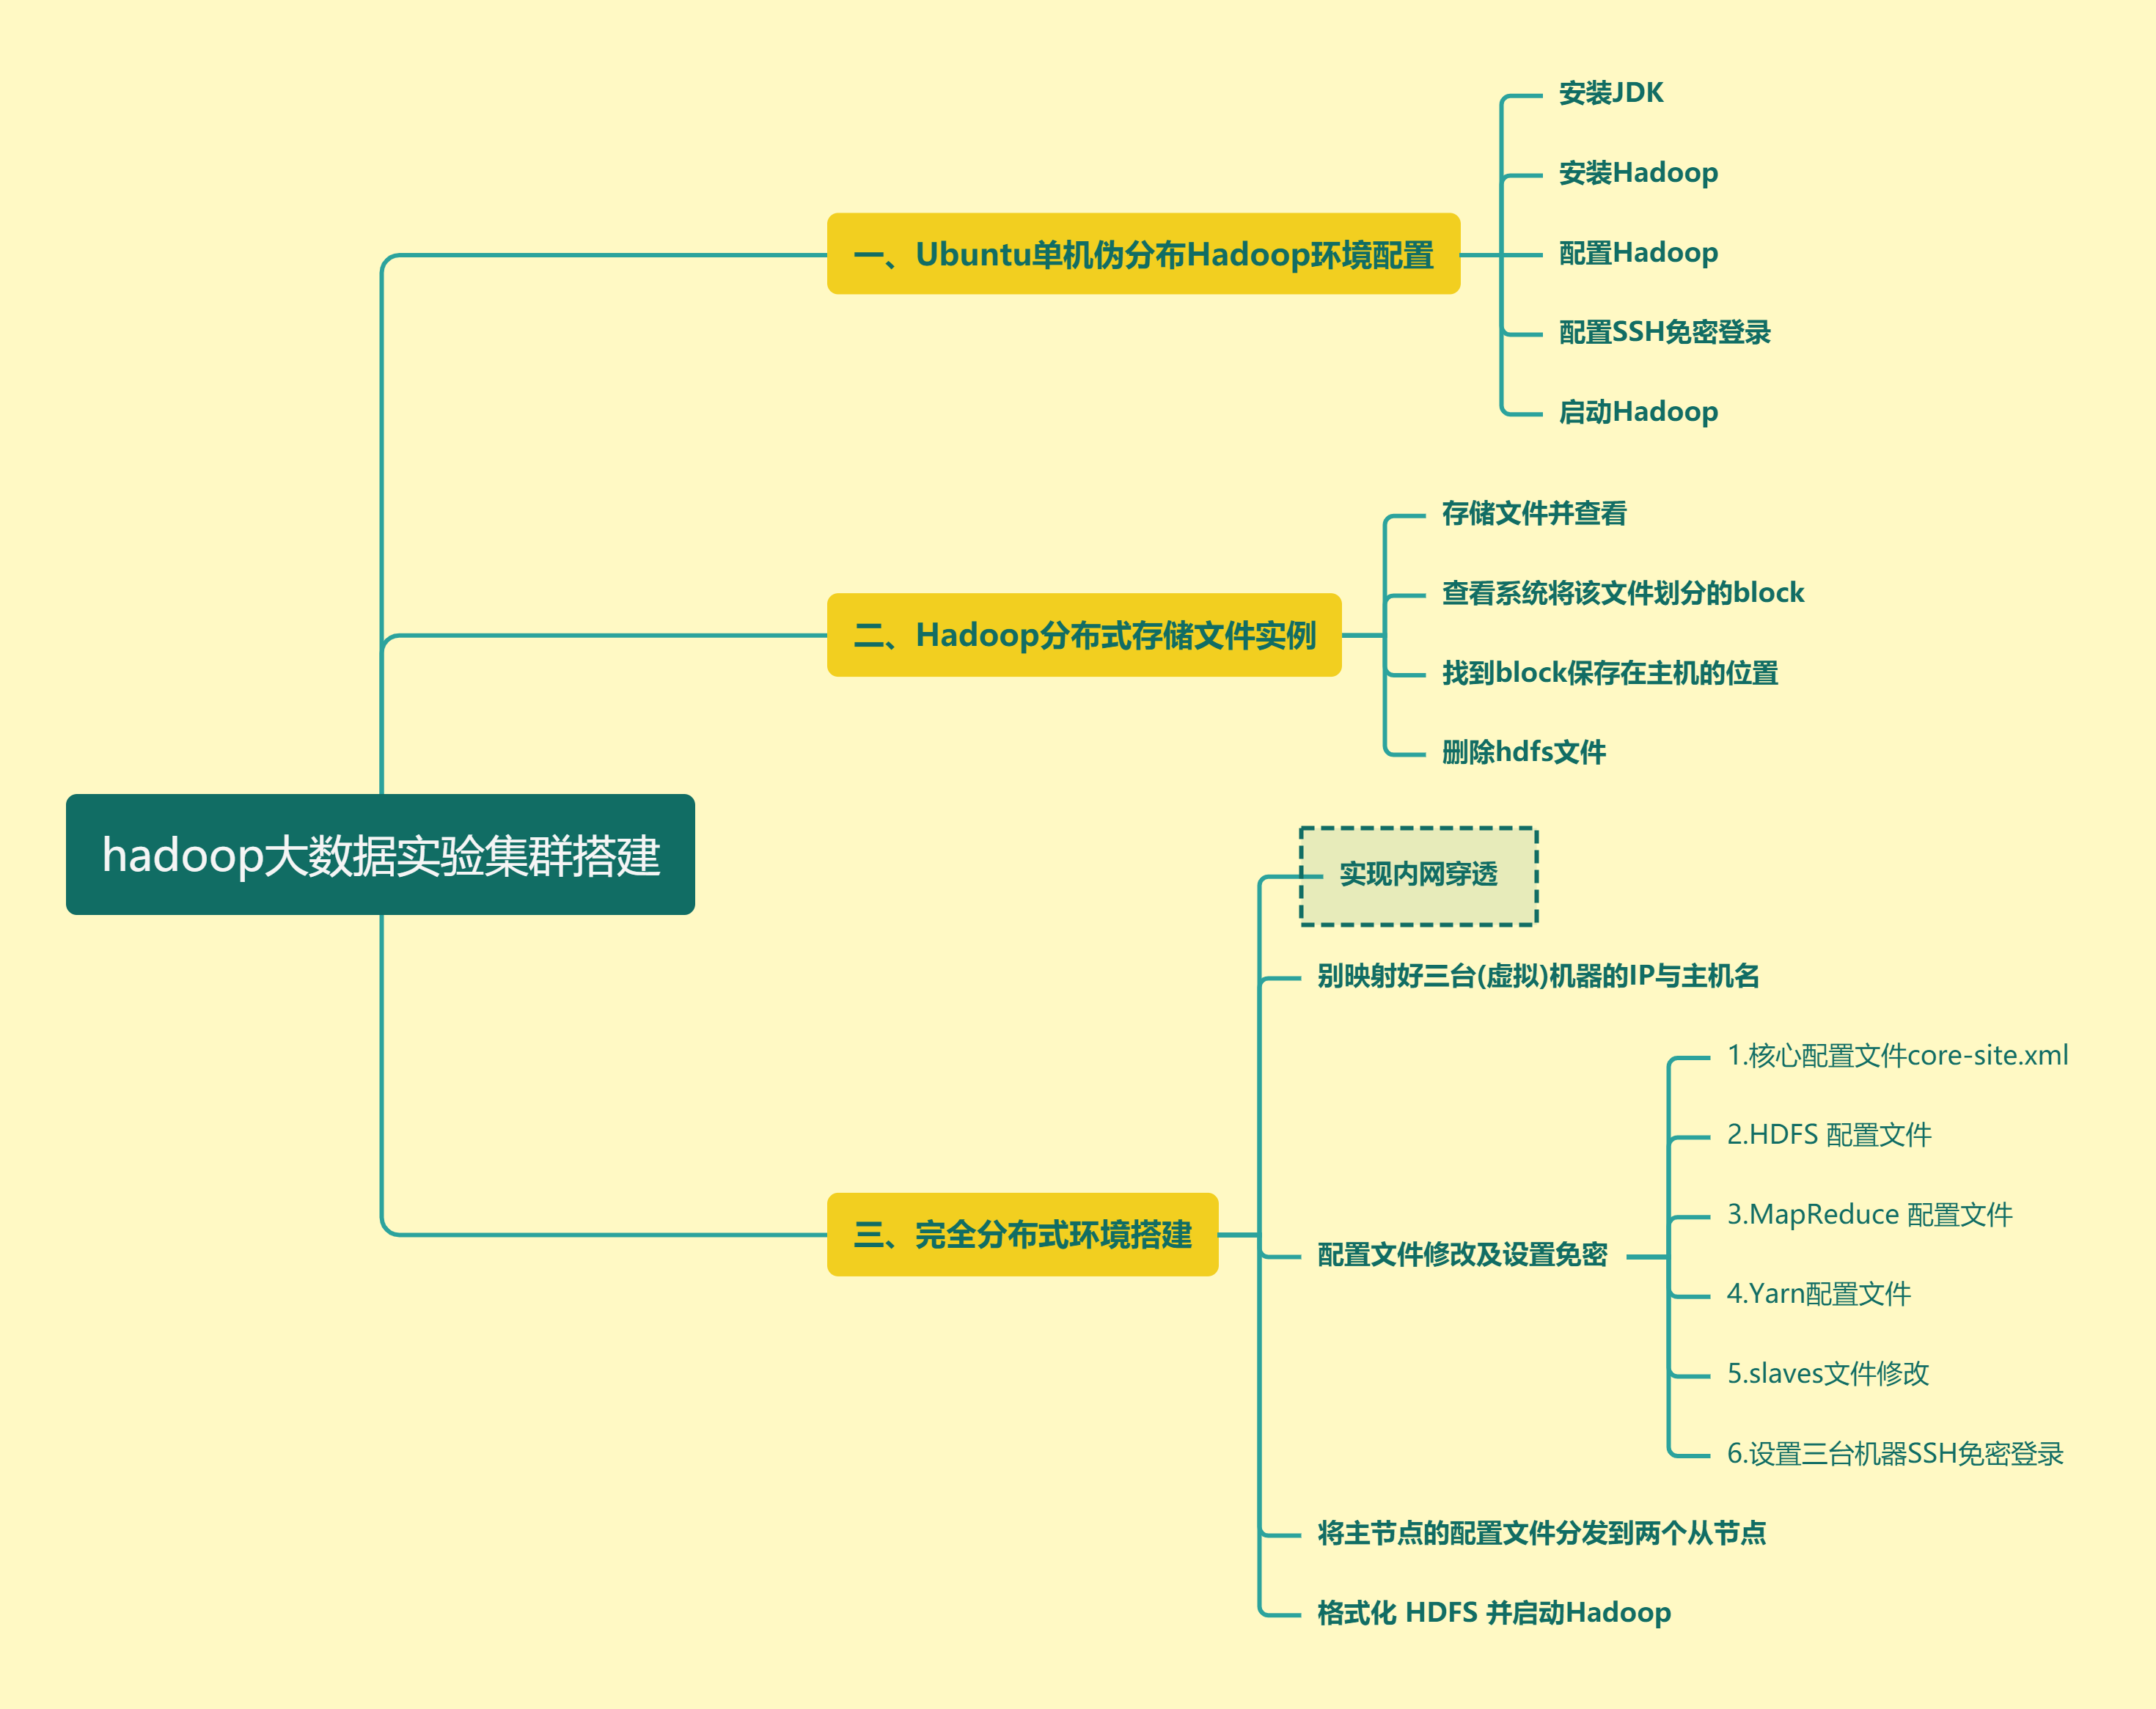 hadoop大数据实验集群搭建
一、Ubuntu单机伪分布Hadoop环境配置
安装JDK
安装Hadoop
配置Hadoop
配置SSH免密登录
启动Hadoop
二、Hadoop分布式存储文件实例
存储文件并查看
查看系统将该文件划分的block
找到block保存在主机的位置
删除hdfs文件
三、完全分布式环境搭建
实现内网穿透
别映射好三台(虚拟)机器的IP与主机名
配置文件修改及设置免密
1.核心配置文件core-site.xml
2.HDFS 配置文件
3.MapReduce 配置文件
4.Yarn配置文件
5.slaves文件修改
6.设置三台机器SSH免密登录
将主节点的配置文件分发到两个从节点
格式化 HDFS 并启动Hadoop